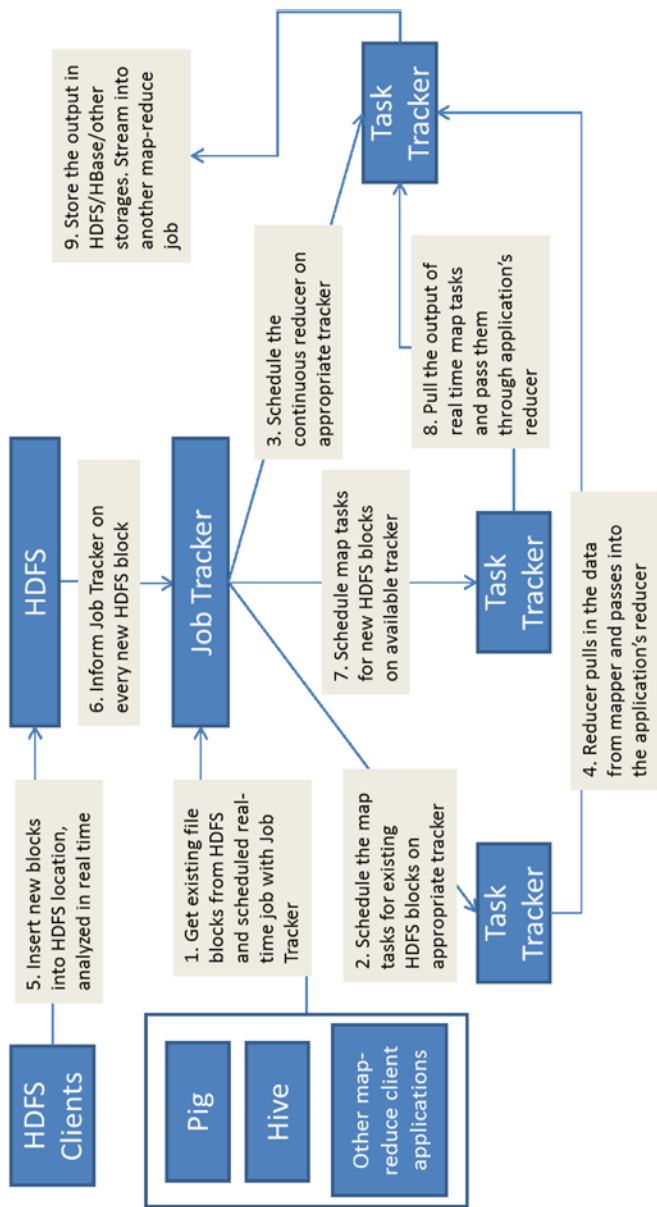 HDFS
Clients
5. Insert new blocks
into HDFS location,
analyzed in real time
HDFS
6. Inform Job Tracker on
every new HDFS block
9. Store the output in
HDFS/HBase/other
storages. Stream into
another map-reduce
job
Pig
Hive
Other map-
reduce client
applications
1. Get existing file
blocks from HDFS
and scheduled real-
time job with Job
Tracker
Job Tracker
3. Schedule the
continuous reducer on
appropriate tracker
Task
Tracker
2. Schedule the map
tasks for existing
HDFS blocks on
appropriate tracker
7. Schedule map tasks
for new HDFS blocks
on available tracker
8. Pull the output of
real time map tasks
and pass them
through application's
reducer
Task
Tracker
Task
Tracker
4. Reducer pulls in the data
from mapper and passes into
the application's reducer